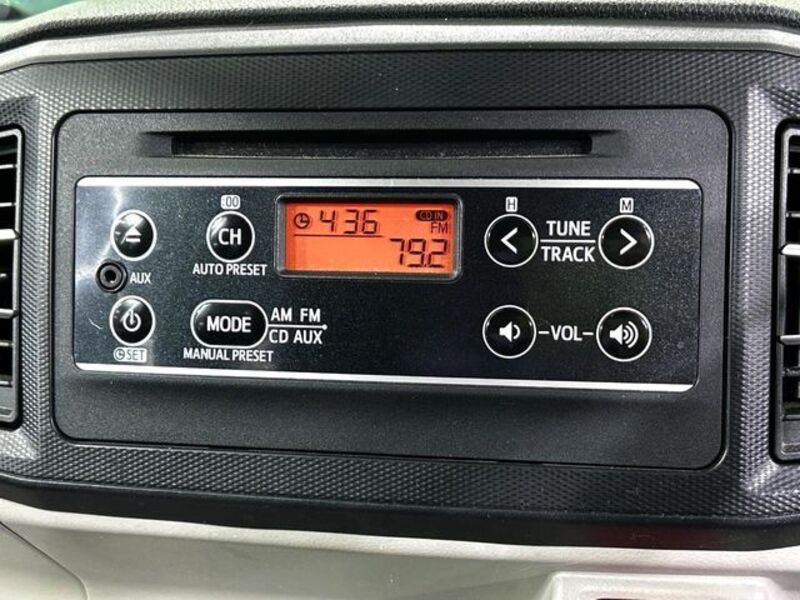 :00
CH
AUTO PRESET
AUX
SET
MODE
AM FM
CD AUX
MANUAL PRESET
4:36
CD IN
FM
79.2
H
M
<
TUNE
TRACK
>
-VOL-